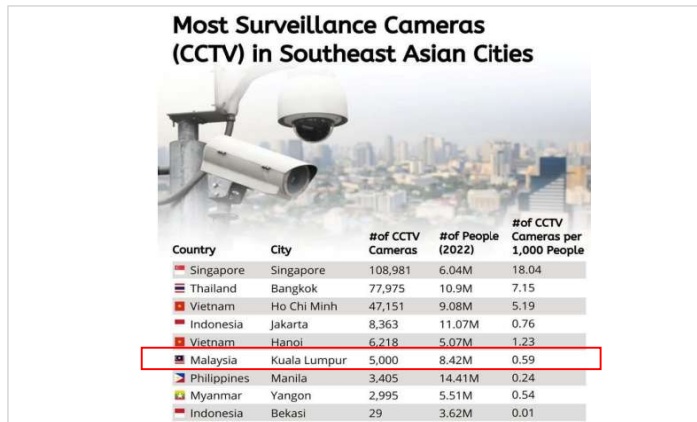 Most Surveillance Cameras
(CCTV) in Southeast Asian Cities
Country City #of CCTV Cameras #of People (2022) #of CCTV Cameras per 1,000 People
Singapore Singapore 108,981 6.04M 18.04
Thailand Bangkok 77,975 10.9M 7.15
Vietnam Ho Chi Minh 47,151 9.08M 5.19
Indonesia Jakarta 8,363 11.07M 0.76
Vietnam Hanoi 6,218 5.07M 1.23
Malaysia Kuala Lumpur 5,000 8.42M 0.59
Philippines Manila 3,405 14.41M 0.24
Myanmar Yangon 2,995 5.51M 0.54
Indonesia Bekasi 29 3.62M 0.01